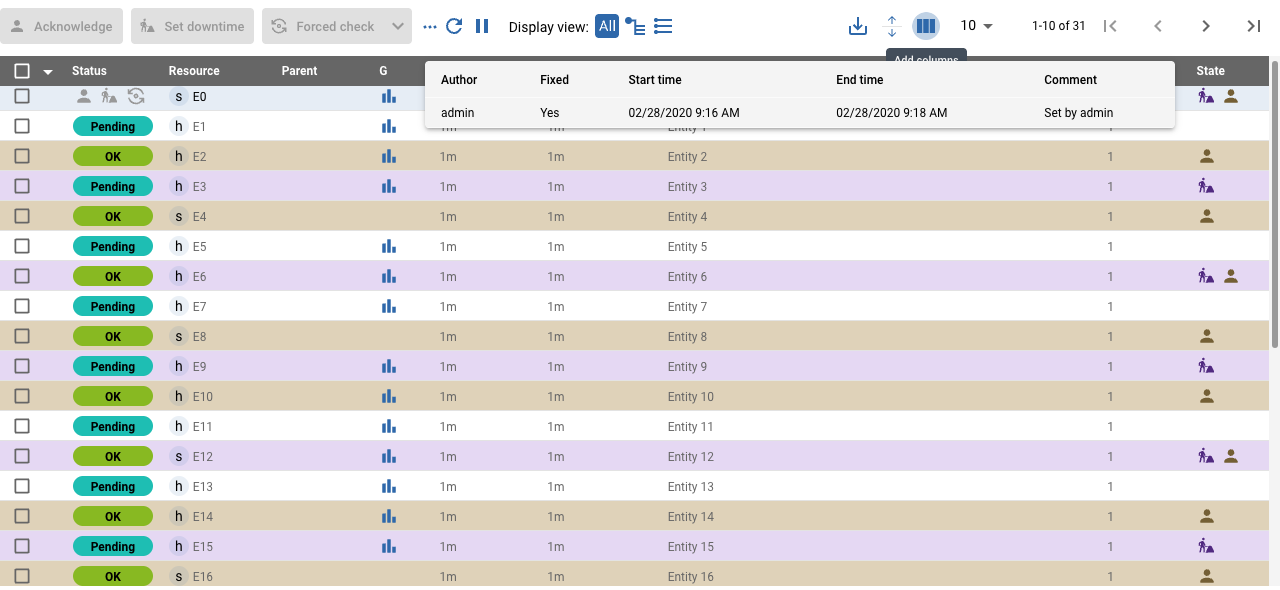 Acknowledge Set downtime Forced check Display view: All 10 1-10 of 31
Add columns
Status Resource Parent G State
Author Fixed Start time End time Comment
s E0
admin Yes 02/28/2020 9:16 AM 02/28/2020 9:18 AM Set by admin
Pending h E1 1m 1m Entity 1 1
OK h E2 1m 1m Entity 2 1
Pending h E3 1m 1m Entity 3 1
OK s E4 1m 1m Entity 4 1
Pending h E5 1m 1m Entity 5 1
OK h E6 1m 1m Entity 6 1
Pending h E7 1m 1m Entity 7 1
OK s E8 1m 1m Entity 8 1
Pending h E9 1m 1m Entity 9 1
OK h E10 1m 1m Entity 10 1
Pending h E11 1m 1m Entity 11 1
OK s E12 1m 1m Entity 12 1
Pending h E13 1m 1m Entity 13 1
OK h E14 1m 1m Entity 14 1
Pending h E15 1m 1m Entity 15 1
OK s E16 1m 1m Entity 16 1